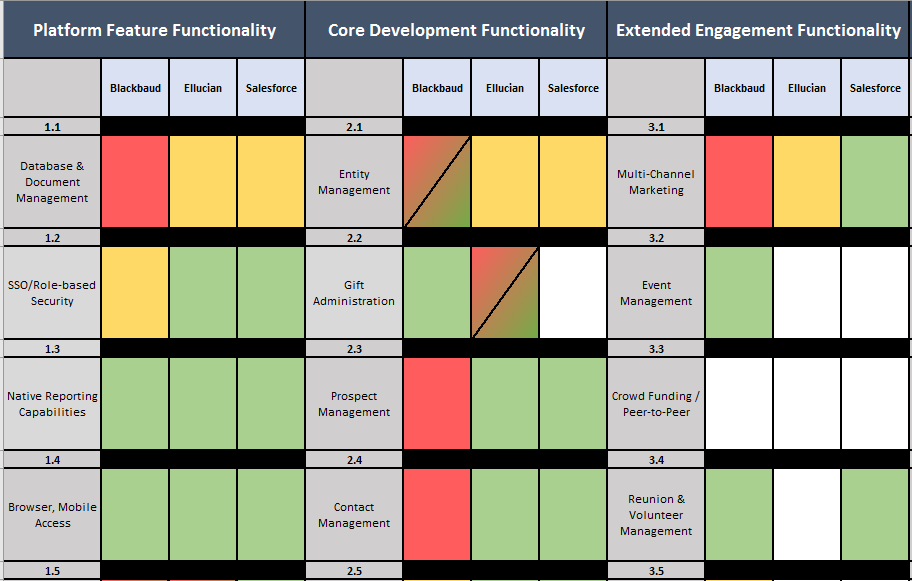 Platform Feature Functionality
Core Development Functionality
Extended Engagement Functionality
Blackbaud
Ellucian
Salesforce
Blackbaud
Ellucian
Salesforce
Blackbaud
Ellucian
Salesforce
1.1
2.1
3.1
Database &
Document
Management
Entity
Management
Multi-Channel
Marketing
1.2
2.2
3.2
SSO/Role-based
Security
Gift
Administration
Event
Management
1.3
2.3
3.3
Native Reporting
Capabilities
Prospect
Management
Crowd Funding /
Peer-to-Peer
1.4
2.4
3.4
Browser, Mobile
Access
Contact
Management
Reunion &
Volunteer
Management
1.5
2.5
3.5